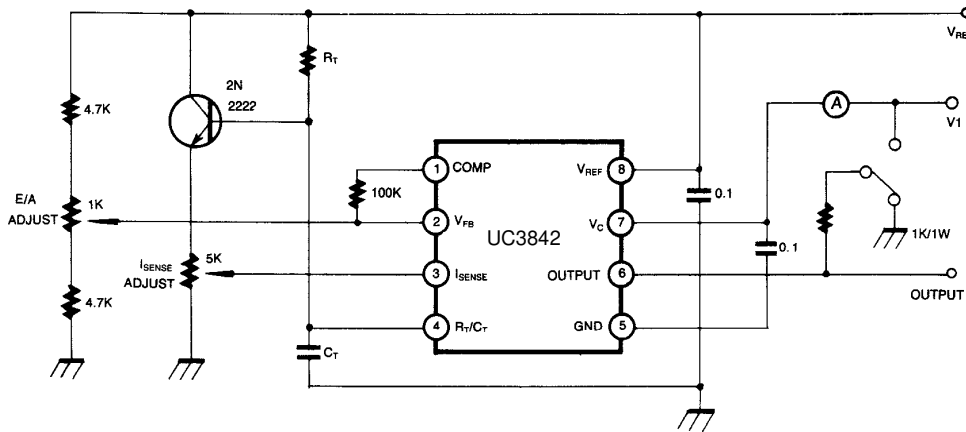 V_RE
R_T
2N
2222
4.7K
A
V1
1 COMP
V_REF 8
100K
0.1
E/A
ADJUST
1K
2 V_FB
V_C 7
1K/1W
UC3842
0.1
I_SENSE
ADJUST
5K
3 I_SENSE
OUTPUT 6
OUTPUT
4.7K
4 R_T/C_T
GND 5
C_T